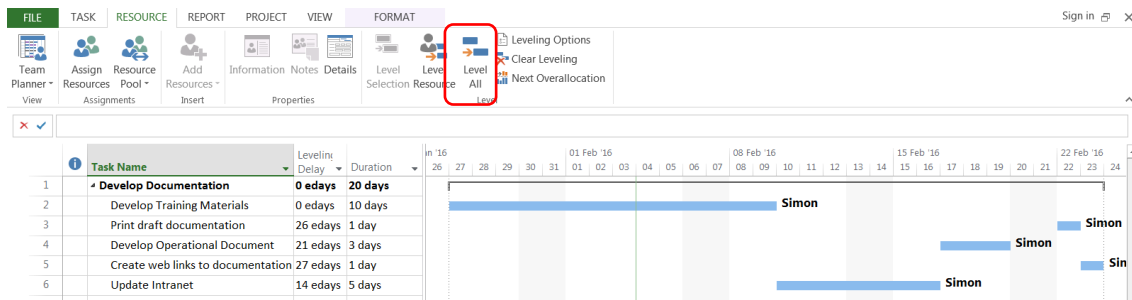 FILE TASK RESOURCE REPORT PROJECT VIEW FORMAT Sign in
Team Planner
Assign Resources
Resource Pool
Add Resources
Information Notes Details
Level Selection
Level Resource
Level All
Leveling Options
Clear Leveling
Next Overallocation
View Assignments Insert Properties Level
Task Name Leveling Delay Duration
'16 01 Feb '16 08 Feb '16 15 Feb '16 22 Feb '16
26 27 28 29 30 31 01 02 03 04 05 06 07 08 09 10 11 12 13 14 15 16 17 18 19 20 21 22 23 24
1 Develop Documentation 0 edays 20 days
2 Develop Training Materials 0 edays 10 days Simon
3 Print draft documentation 26 edays 1 day Simon
4 Develop Operational Document 21 edays 3 days Simon
5 Create web links to documentation 27 edays 1 day Sin
6 Update Intranet 14 edays 5 days Simon